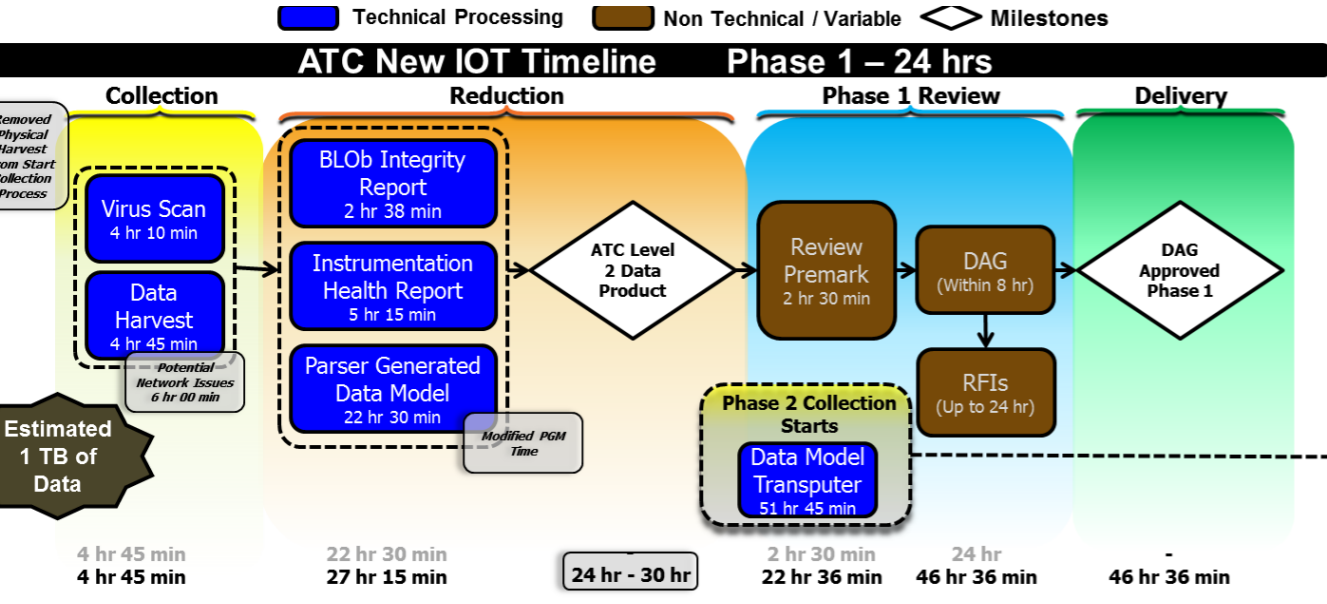 Technical Processing
Non Technical / Variable
Milestones
ATC New IOT Timeline Phase 1 – 24 hrs
Collection
Reduction
Phase 1 Review
Delivery
Removed
Physical
Harvest
from Start
Collection
Process
Virus Scan
4 hr 10 min
Data
Harvest
4 hr 45 min
Potential
Network Issues
6 hr 00 min
Estimated
1 TB of
Data
BLOb Integrity
Report
2 hr 38 min
Instrumentation
Health Report
5 hr 15 min
Parser Generated
Data Model
22 hr 30 min
Modified PGM
Time
ATC Level
2 Data
Product
Review
Premark
2 hr 30 min
DAG
(Within 8 hr)
RFIs
(Up to 24 hr)
Phase 2 Collection
Starts
Data Model
Transputer
51 hr 45 min
DAG
Approved
Phase 1
4 hr 45 min
4 hr 45 min
22 hr 30 min
27 hr 15 min
-
24 hr - 30 hr
2 hr 30 min
22 hr 36 min
24 hr
46 hr 36 min
-
46 hr 36 min